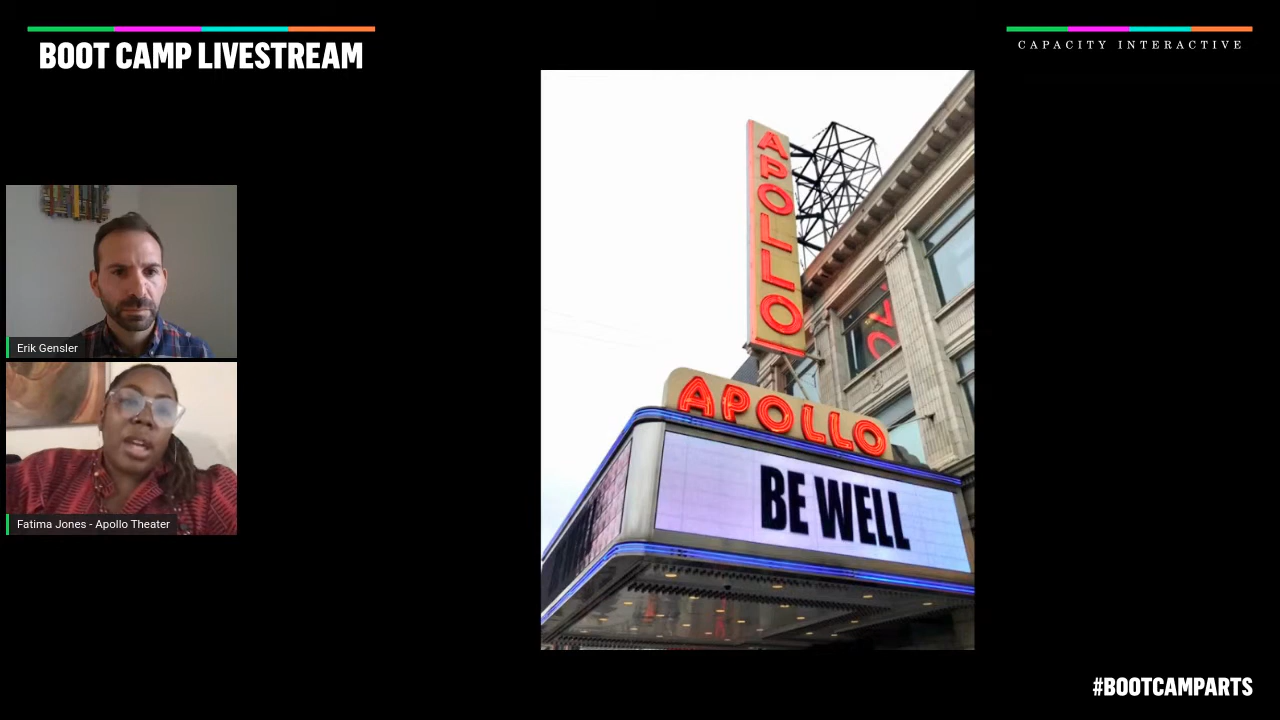 BOOT CAMP LIVESTREAM
CAPACITY INTERACTIVE
Erik Gensler
Fatima Jones - Apollo Theater
APOLLO
APOLLO
BE WELL
#BOOTCAMPARTS